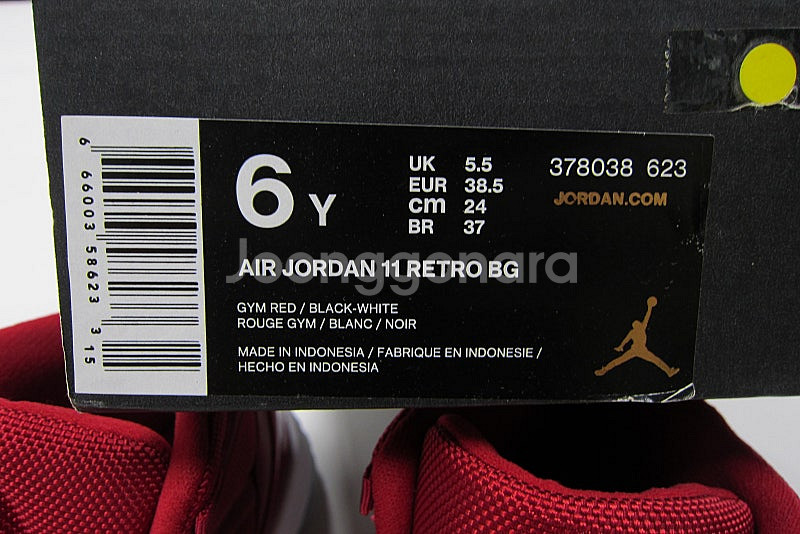 6 66003 58623 3 15
6 Y
UK 5.5
EUR 38.5
cm 24
BR 37
378038 623
JORDAN.COM
Joonggonara
AIR JORDAN 11 RETRO BG
GYM RED / BLACK-WHITE
ROUGE GYM / BLANC / NOIR
MADE IN INDONESIA / FABRIQUE EN INDONESIE /
HECHO EN INDONESIA